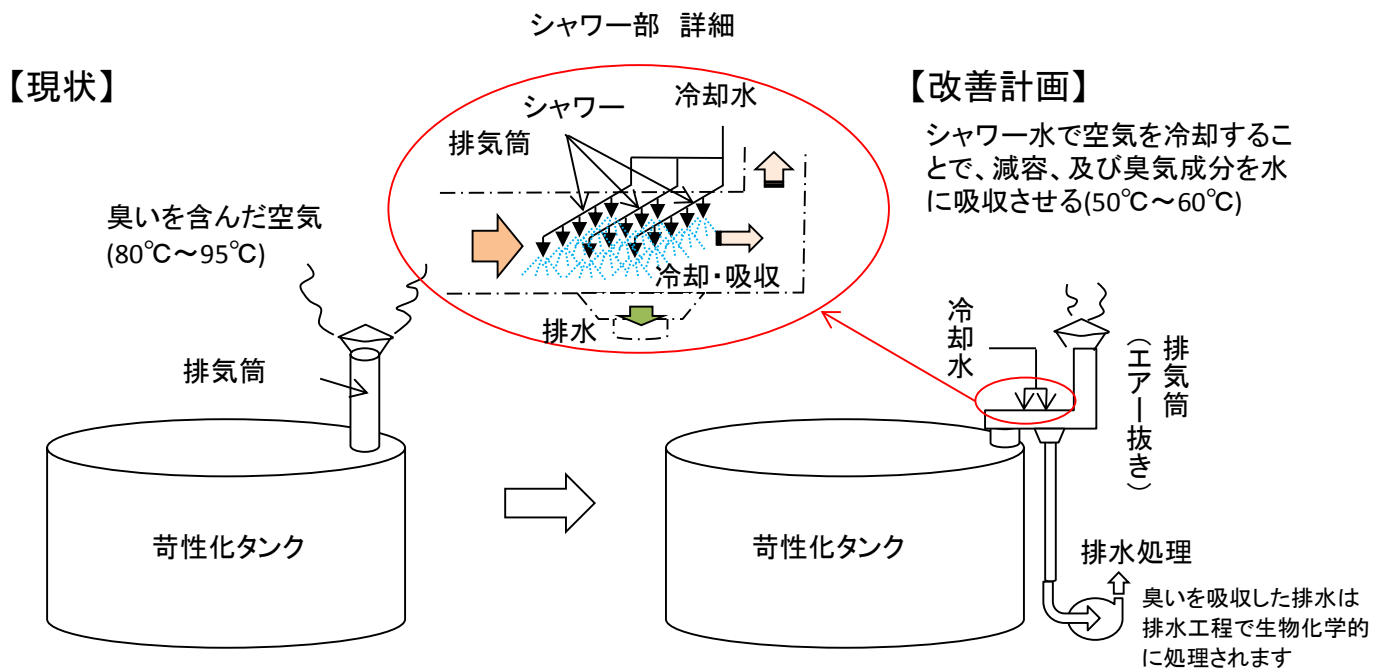 シャワー部 詳細
【現状】
シャワー
冷却水
排気筒
冷却・吸収
排水
臭いを含んだ空気
(80℃～95℃)
排気筒
苛性化タンク
【改善計画】
シャワー水で空気を冷却するこ
とで、減容、及び臭気成分を水
に吸収させる(50℃～60℃)
冷却水
排気筒
（エアー抜き）
苛性化タンク
排水処理
臭いを吸収した排水は
排水工程で生物化学的
に処理されます